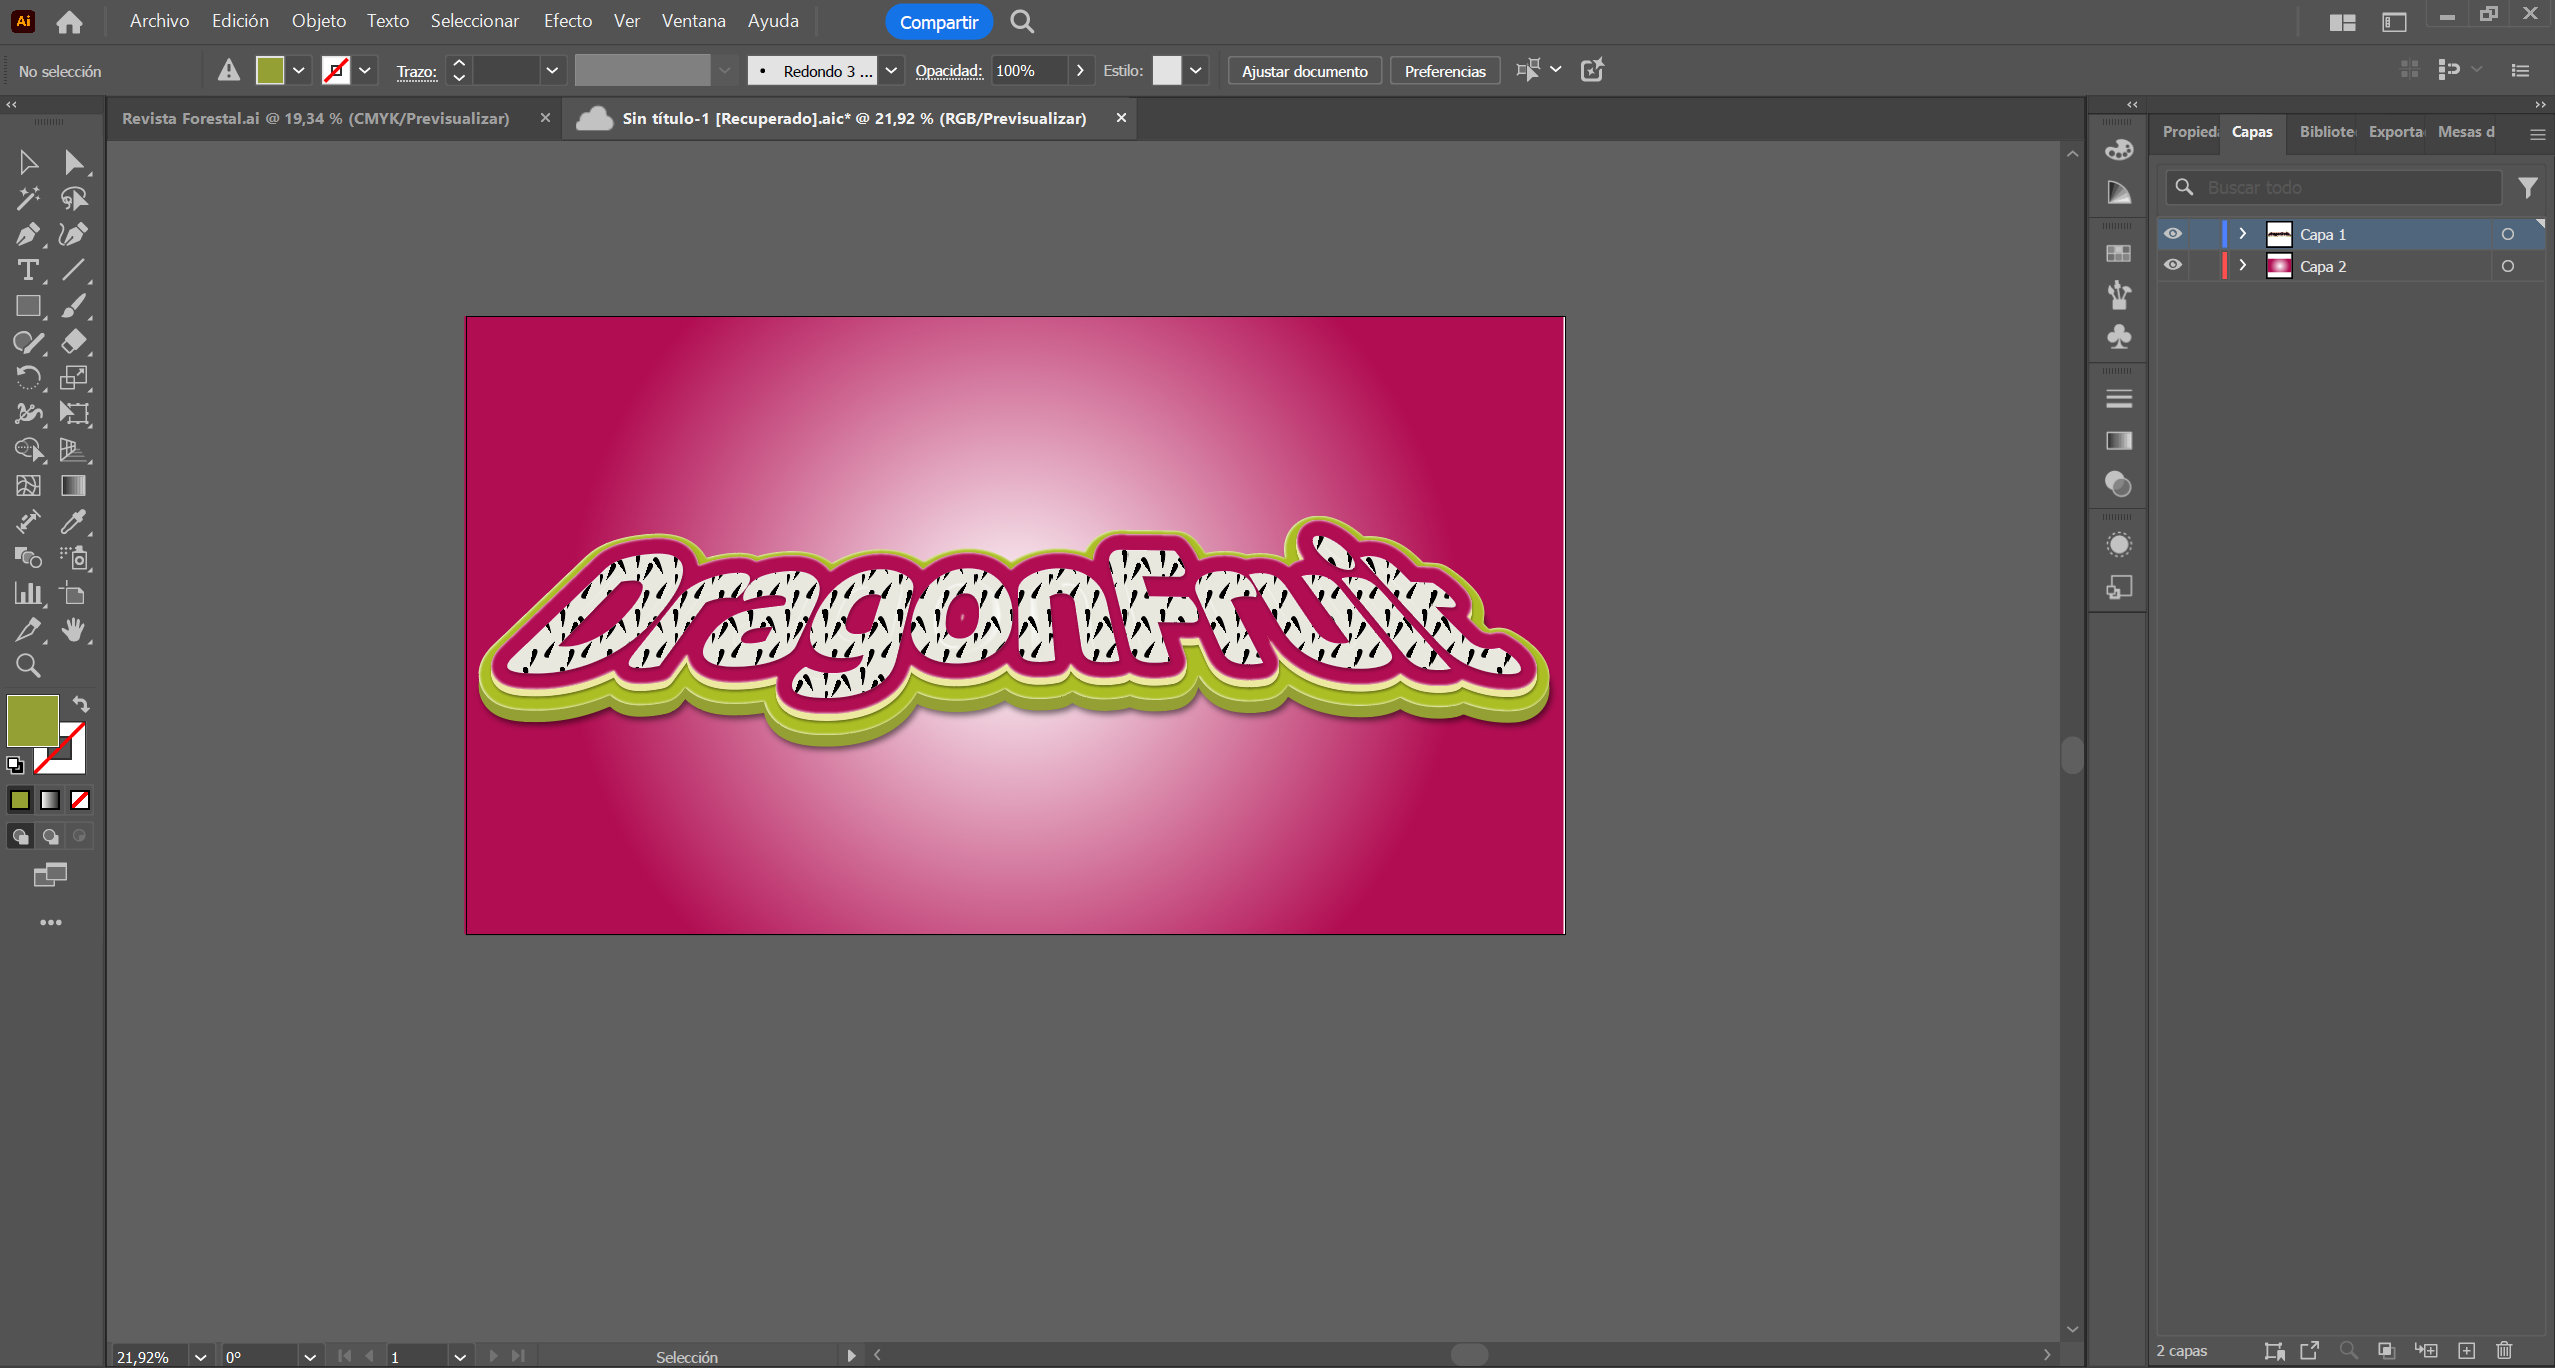 Ai Archivo Edición Objeto Texto Seleccionar Efecto Ver Ventana Ayuda Compartir
No selección Trazo: Redondo 3 ... Opacidad: 100% Estilo: Ajustar documento Preferencias
Revista Forestal.ai @ 19,34 % (CMYK/Previsualizar) Sin título-1 [Recuperado].aic* @ 21,92 % (RGB/Previsualizar)
Propieda Capas Bibliote Exporta Mesas d
Buscar todo
Capa 1
Capa 2
DragonFruit
21,92% 0° 1 Selección
2 capas